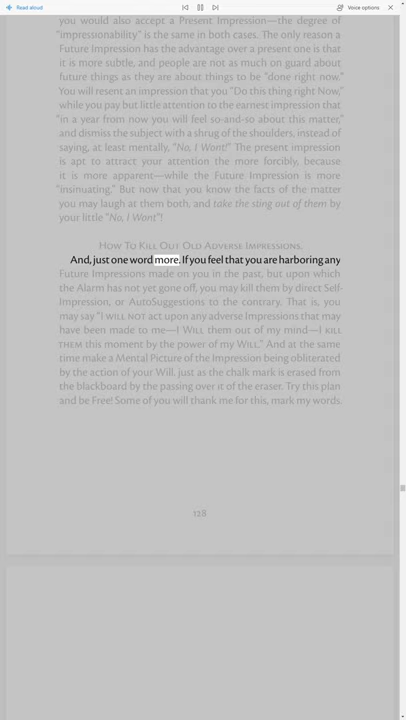 Read aloud
Voice options
you would also accept a Present Impression—the degree of
"impressionability" is the same in both cases. The only reason a
Future Impression has the advantage over a present one is that
it is more subtle, and people are not as much on guard about
future things as they are about things to be "done right now."
You will resent an impression that you "Do this thing right Now,"
while you pay but little attention to the earnest impression that
"in a year from now you will feel so-and-so about this matter,"
and dismiss the subject with a shrug of the shoulders, instead of
saying, at least mentally, "No, I Wont!" The present impression
is apt to attract your attention the more forcibly, because
it is more apparent—while the Future Impression is more
"insinuating." But now that you know the facts of the matter
you may laugh at them both, and take the sting out of them by
your little "No, I Wont"!
How To Kill Out Old Adverse Impressions.
And, just one word more. If you feel that you are harboring any
Future Impressions made on you in the past, but upon which
the Alarm has not yet gone off, you may kill them by direct Self-
Impression, or AutoSuggestions to the contrary. That is, you
may say "I will not act upon any adverse Impressions that may
have been made to me—I Will them out of my mind—I kill
them this moment by the power of my Will." And at the same
time make a Mental Picture of the Impression being obliterated
by the action of your Will. just as the chalk mark is erased from
the blackboard by the passing over it of the eraser. Try this plan
and be Free! Some of you will thank me for this, mark my words.
128